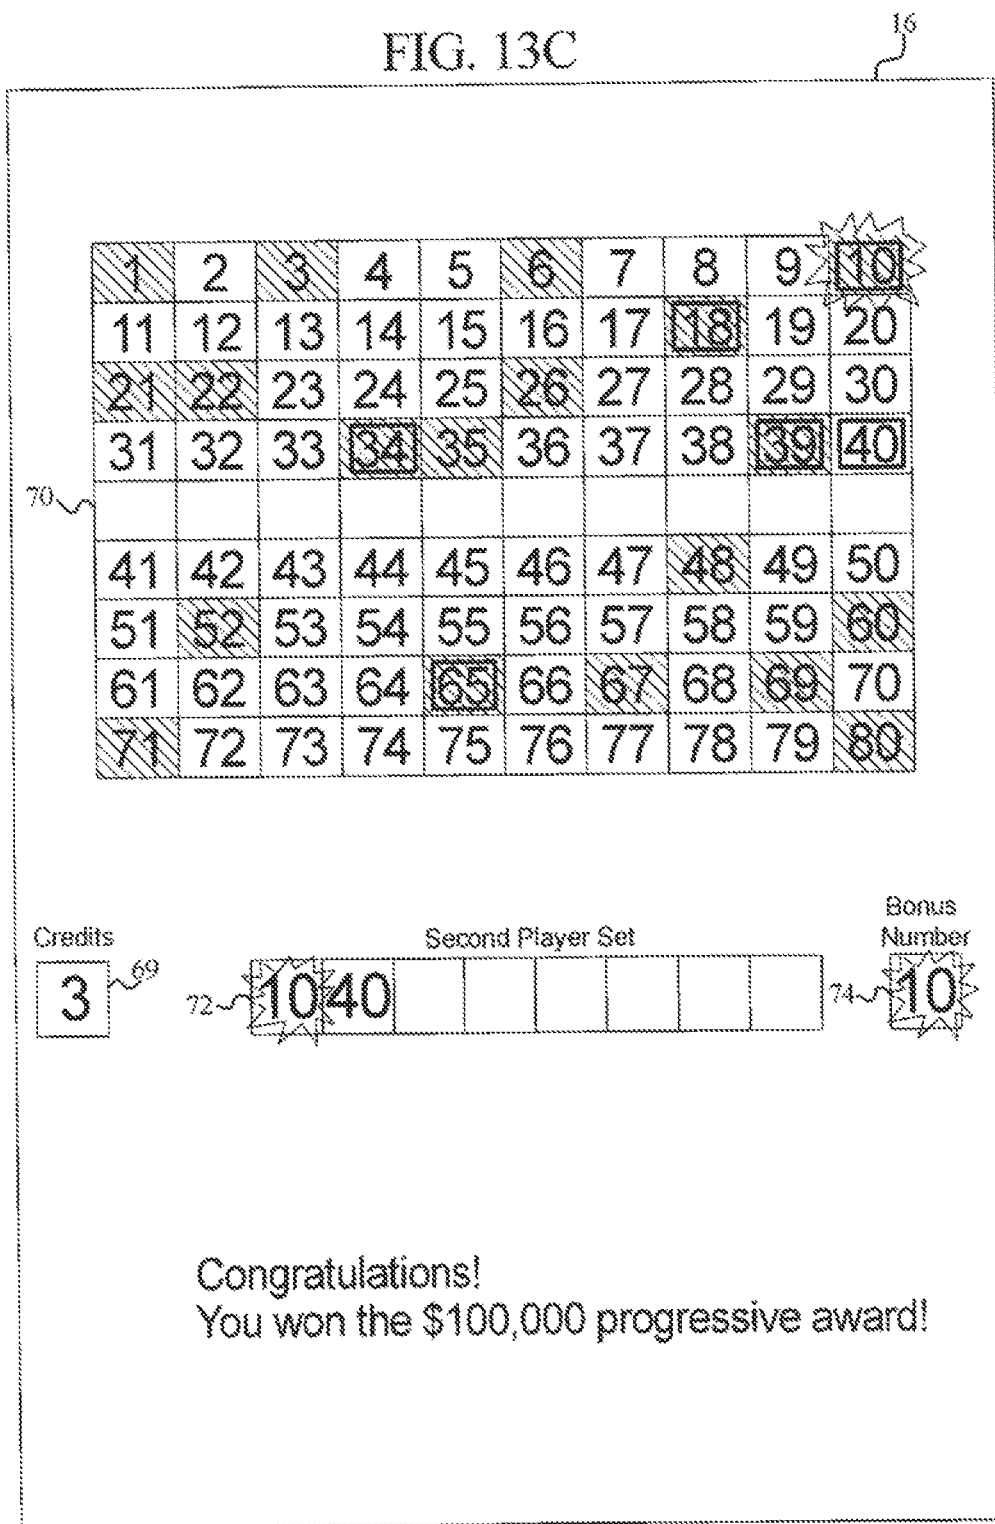 FIG. 13C
16
1 2 3 4 5 6 7 8 9 10
11 12 13 14 15 16 17 18 19 20
21 22 23 24 25 26 27 28 29 30
31 32 33 34 35 36 37 38 39 40
70
41 42 43 44 45 46 47 48 49 50
51 52 53 54 55 56 57 58 59 60
61 62 63 64 65 66 67 68 69 70
71 72 73 74 75 76 77 78 79 80
Credits
Second Player Set
Bonus
Number
3 69 72 10 40 74 10
Congratulations!
You won the $100,000 progressive award!